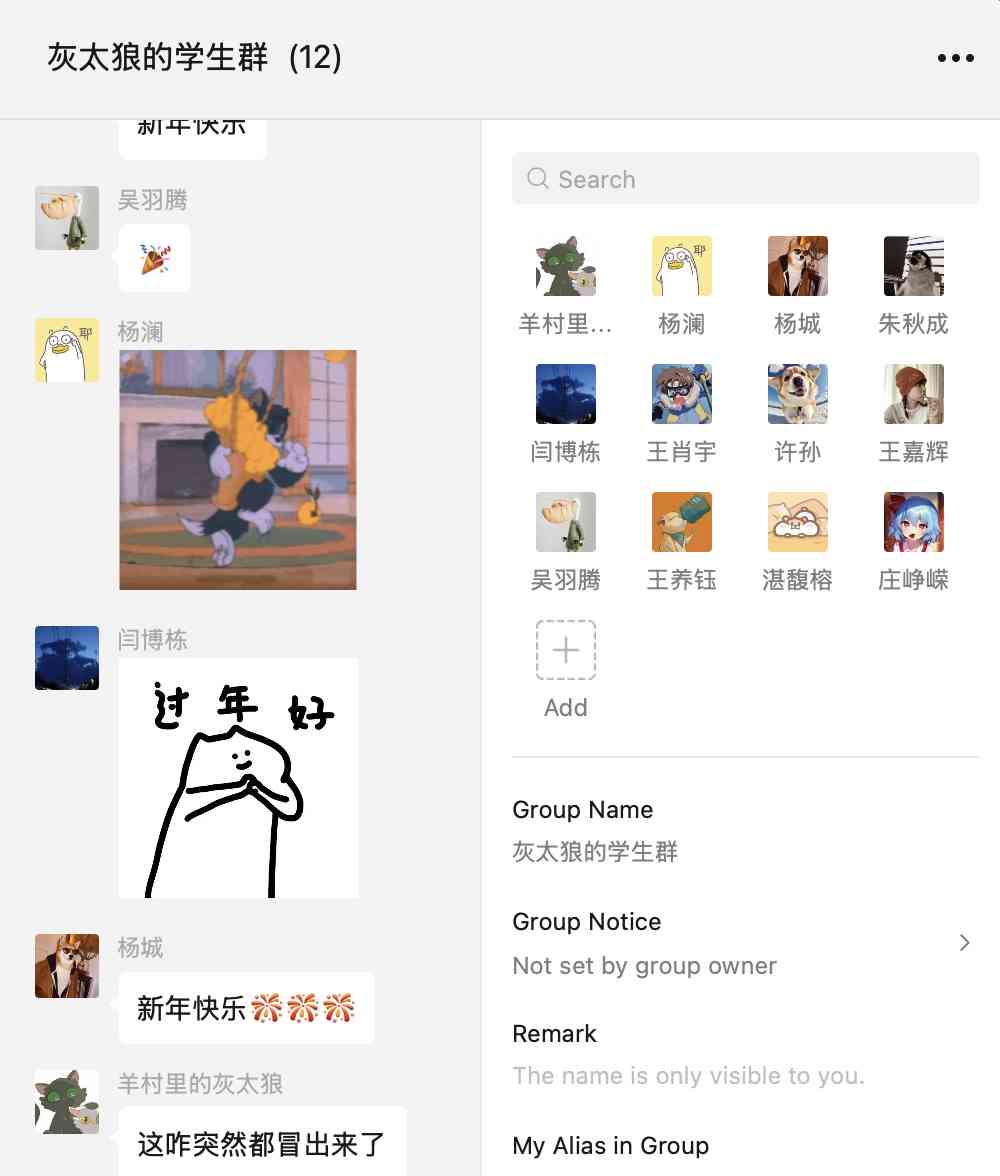 灰太狼的学生群 (12)
新年快乐
吴羽腾
杨澜
耶
闫博栋
过年好
杨城
新年快乐
羊村里的灰太狼
这咋突然都冒出来了
Search
羊村里... 杨澜 杨城 朱秋成
耶
闫博栋 王肖宇 许孙 王嘉辉
吴羽腾 王养钰 湛馥榕 庄峥嵘
Add
Group Name
灰太狼的学生群
Group Notice
Not set by group owner
Remark
The name is only visible to you.
My Alias in Group